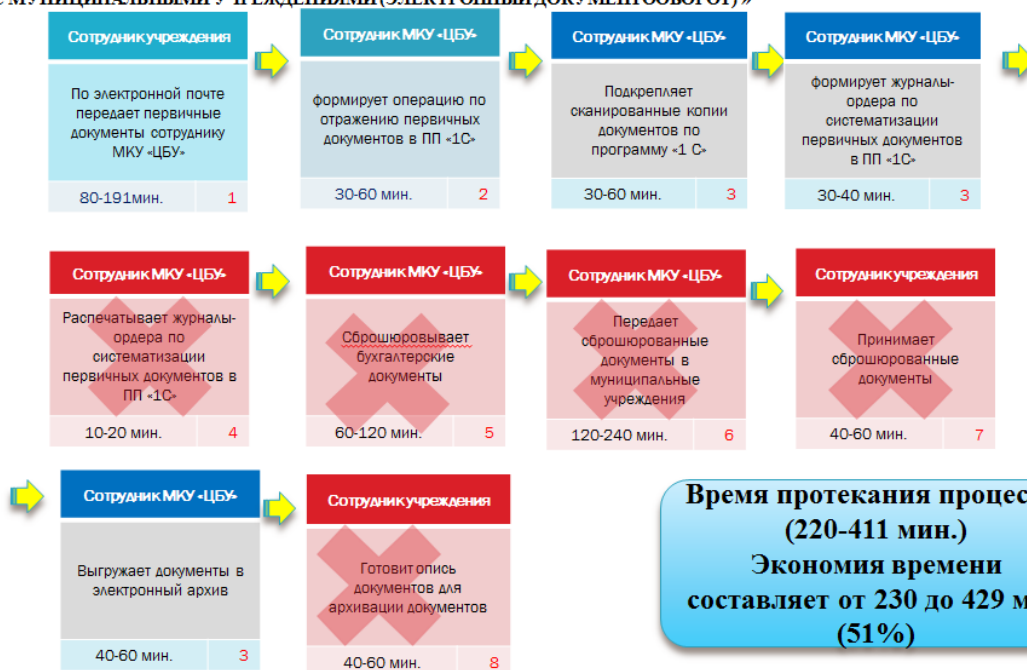 С МУНИЦИПАЛЬНЫМИ УЧРЕЖДЕНИЯМИ (ЭЛЕКТРОННЫЙ ДОКУМЕНТООБОРОТ) »
Сотрудник учреждения
По электронной почте
передает первичные
документы сотруднику
МКУ «ЦБУ»
80-191мин.
1
Сотрудник МКУ «ЦБУ»
формирует операцию по
отражению первичных
документов в ПП «1С»
30-60 мин.
2
Сотрудник МКУ «ЦБУ»
Подкрепляет
сканированные копии
документов по
программу «1 С»
30-60 мин.
3
Сотрудник МКУ «ЦБУ»
формирует журналы-
ордера по
систематизации
первичных документов
в ПП «1С»
30-40 мин.
3
Сотрудник МКУ «ЦБУ»
Распечатывает журналы-
ордера по
систематизации
первичных документов в
ПП «1С»
10-20 мин.
4
Сотрудник МКУ «ЦБУ»
Сброшюровывает
бухгалтерские
документы
60-120 мин.
5
Сотрудник МКУ «ЦБУ»
Передает
сброшюрованные
документы в
муниципальные
учреждения
120-240 мин.
6
Сотрудник учреждения
Принимает
сброшюрованные
документы
40-60 мин.
7
Сотрудник МКУ «ЦБУ»
Выгружает документы в
электронный архив
40-60 мин.
3
Сотрудник учреждения
Готовит опись
документов для
архивации документов
40-60 мин.
8
Время протекания процес
(220-411 мин.)
Экономия времени
составляет от 230 до 429 м
(51%)